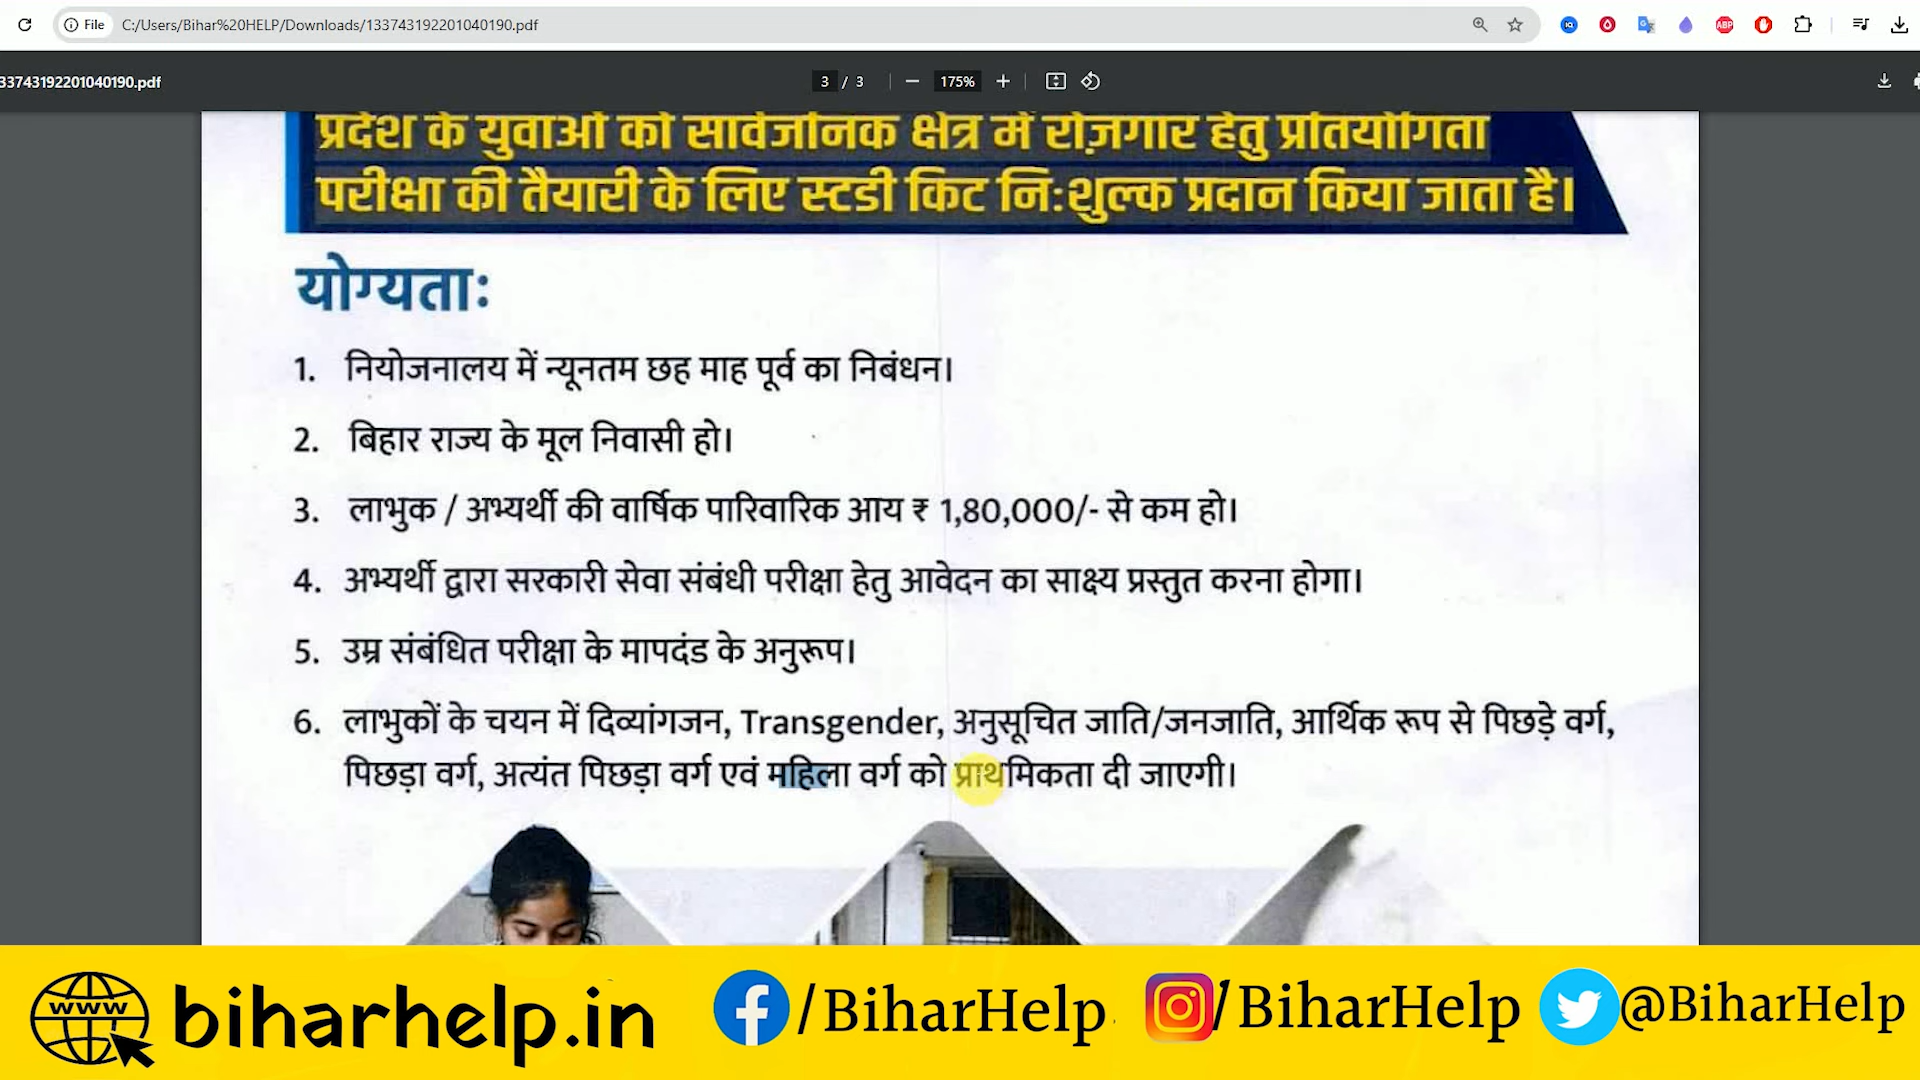 File C:/Users/Bihar%20HELP/Downloads/133743192201040190.pdf
33743192201040190.pdf
3 / 3
175%
प्रदेश के युवाओं को सार्वजनिक क्षेत्र में रोज़गार हेतु प्रतियोगिता
परीक्षा की तैयारी के लिए स्टडी किट निःशुल्क प्रदान किया जाता है।
योग्यताः
1. नियोजनालय में न्यूनतम छह माह पूर्व का निबंधन।
2. बिहार राज्य के मूल निवासी हो।
3. लाभुक / अभ्यर्थी की वार्षिक पारिवारिक आय ₹ 1,80,000/- से कम हो।
4. अभ्यर्थी द्वारा सरकारी सेवा संबंधी परीक्षा हेतु आवेदन का साक्ष्य प्रस्तुत करना होगा।
5. उम्र संबंधित परीक्षा के मापदंड के अनुरूप।
6. लाभुकों के चयन में दिव्यांगजन, Transgender, अनुसूचित जाति/जनजाति, आर्थिक रूप से पिछड़े वर्ग,
पिछड़ा वर्ग, अत्यंत पिछड़ा वर्ग एवं महिला वर्ग को प्राथमिकता दी जाएगी।
www biharhelp.in /BiharHelp /BiharHelp @BiharHelp